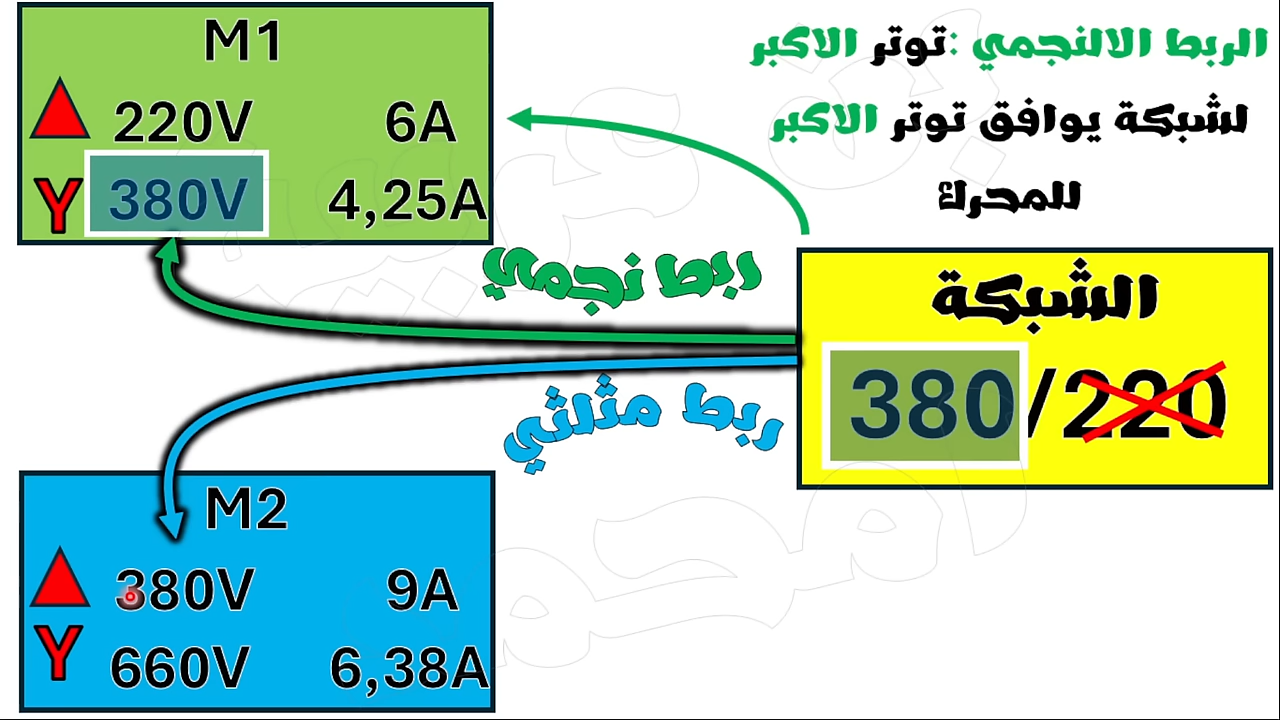 M1
220V 6A
Y 380V 4,25A
الربط الالنجمي :توتر الاكبر
لشبكة يوافق توتر الاكبر
للمحرك
ربط نجمي
الشبكة
380/220
ربط مثلثي
M2
380V 9A
Y 660V 6,38A